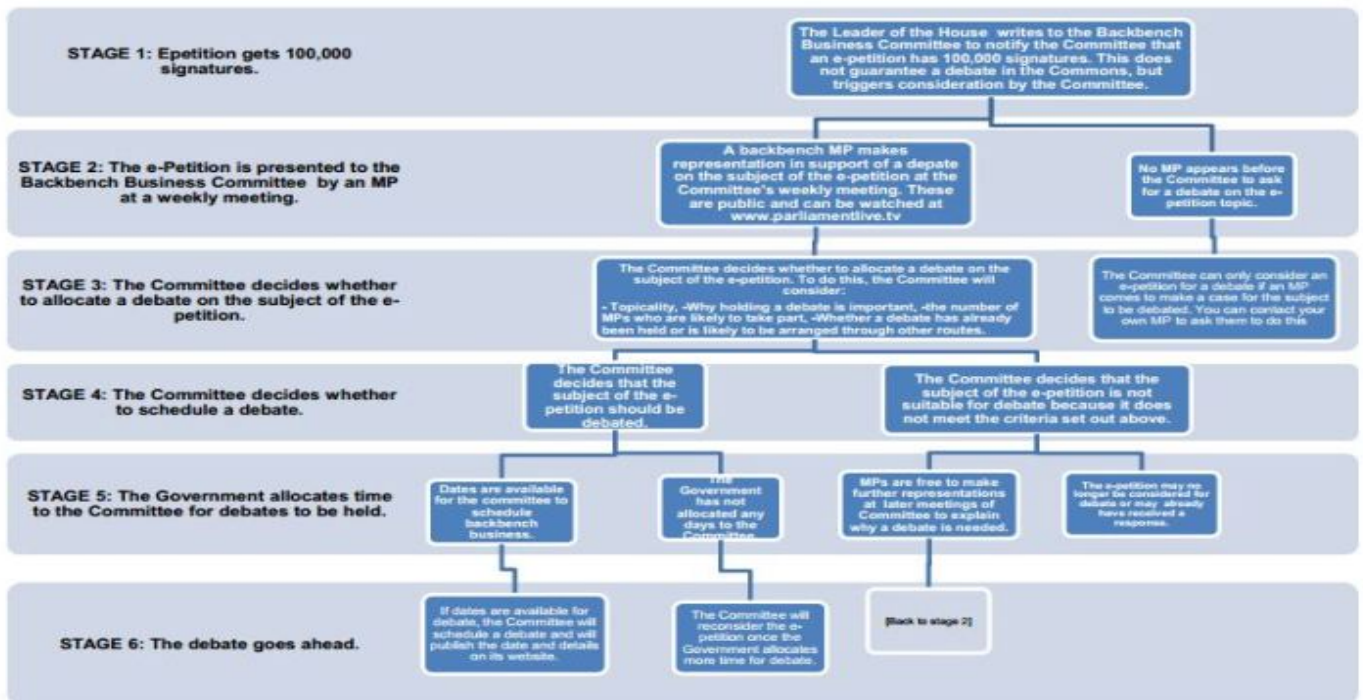 STAGE 1: Epetition gets 100,000
signatures.
The Leader of the House writes to the Backbench
Business Committee to notify the Committee that
an e-petition has 100,000 signatures. This does
not guarantee a debate in the Commons, but
triggers consideration by the Committee.
STAGE 2: The e-Petition is presented to the
Backbench Business Committee by an MP
at a weekly meeting.
A backbench MP makes
representation in support of a depate
on the subject of the e-petition at the
Committee's weekly meeting. These
are public and can be watched at
www.parliamentlive.tv
No MP appears before
the Committee to ask
for a debate on the e-
petition topic.
STAGE 3: The Committee decides whether
to allocate a debate on the subject of the e-
petition.
The Committee decides whether to allocate a debate on the
subject of the e-petition. To do this, the Committee will
consider:
- Topicality, -Why holding a debate is important, -the number of
MPs who are likely to take part, -Whether a debate has already
been held or is likely to be arranged through other routes.
The Committee can only consider an
e-petition for a debate if an MP
comes to make a case for the subject
to be debated. You can contact your
own MP to ask them to do this
STAGE 4: The Committee decides whether
to schedule a debate.
The Committee
decides that the
subject of the e-
petition should be
debated.
The Committee decides that the
subject of the e-petition is not
suitable for debate because it does
not meet the criteria set out above.
STAGE 5: The Government allocates time
to the Committee for debates to be held.
Dates are available
for the committee to
schedule
backbench
business.
The
Government
has not
allocated any
days to the
Committee
MPs are free to make
further representations
at later meetings of
Committee to explain
why a debate is needed.
The e-petition may no
longer be considered for
debate or may already
have received a
response.
STAGE 6: The debate goes ahead.
If dates are available for
debate, the Committee will
schedule a debate and will
publish the date and details
on its website.
The Committee will
reconsider the e-
petition once the
Government allocates
more time for debate.
[Back to stage 2]